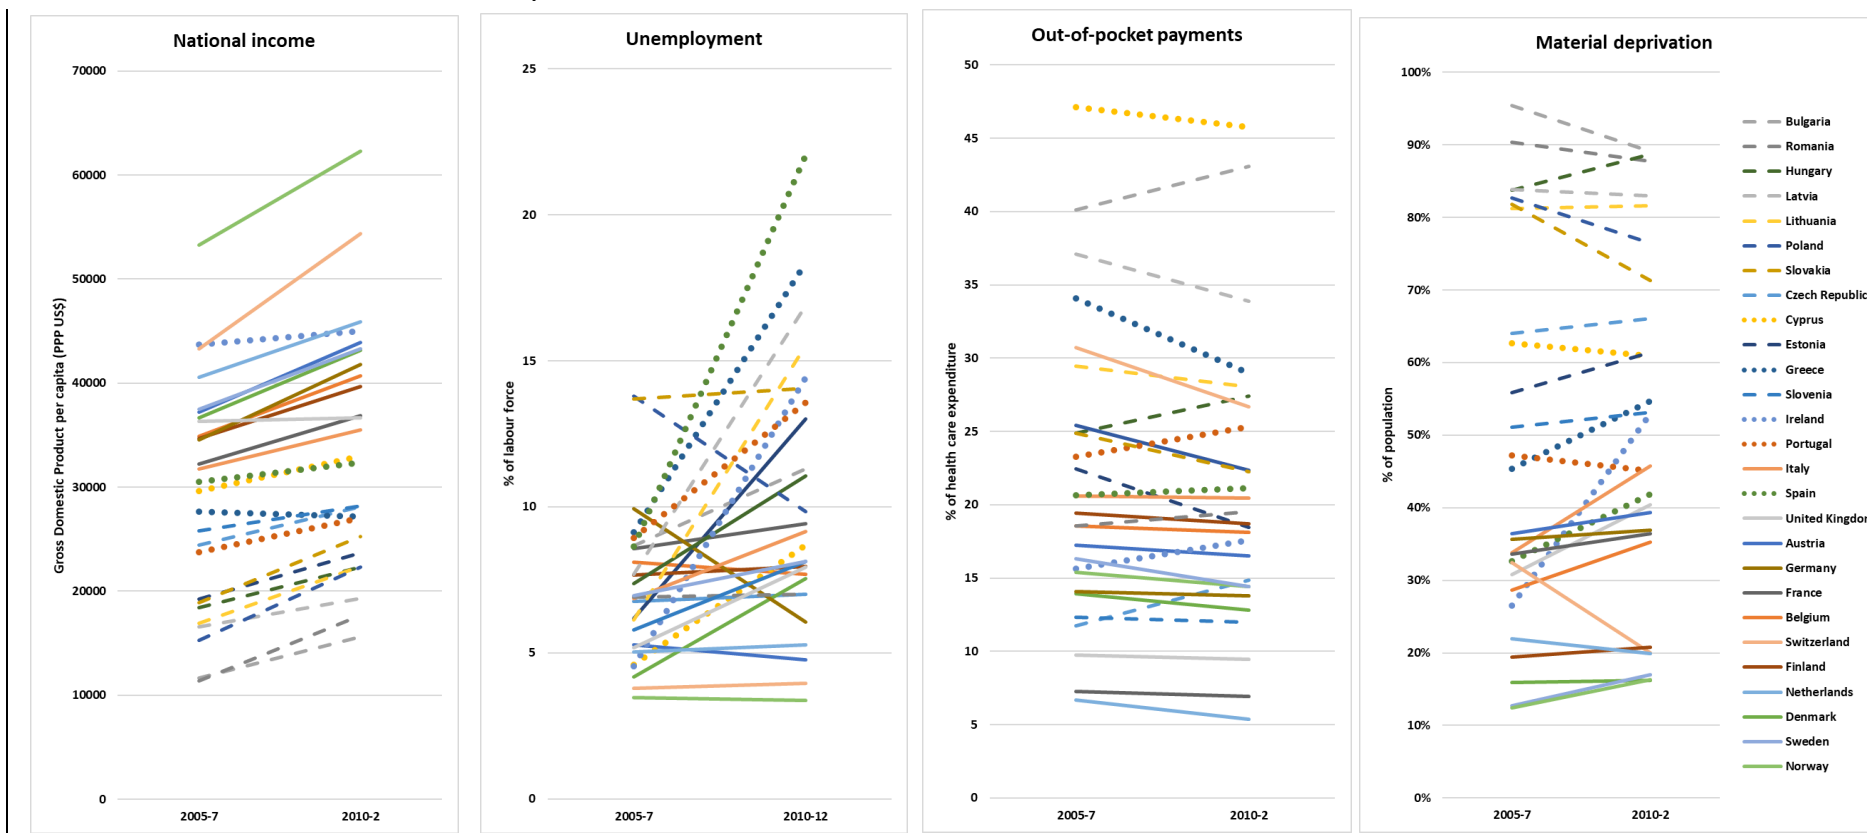 National income
70000
60000
50000
40000
30000
20000
10000
0
Gross Domestic Product per capita (PPP US$)
2005-7
2010-2
Unemployment
25
20
15
10
5
0
% of labour force
2005-7
2010-12
Out-of-pocket payments
50
45
40
35
30
25
20
15
10
5
0
% of health care expenditure
2005-7
2010-2
Material deprivation
100%
90%
80%
70%
60%
50%
40%
30%
20%
10%
0%
% of population
2005-7
2010-2
Bulgaria
Romania
Hungary
Latvia
Lithuania
Poland
Slovakia
Czech Republic
Cyprus
Estonia
Greece
Slovenia
Ireland
Portugal
Italy
Spain
United Kingdor
Austria
Germany
France
Belgium
Switzerland
Finland
Netherlands
Denmark
Sweden
Norway